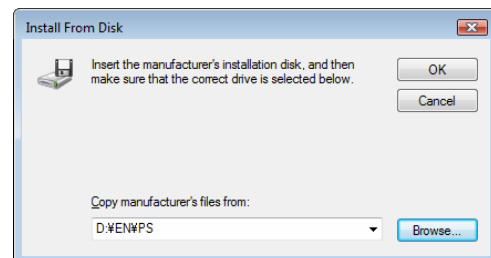 Install From Disk
Insert the manufacturer's installation disk, and then
make sure that the correct drive is selected below.
OK
Cancel
Copy manufacturer's files from:
D:¥EN¥PS
Browse...